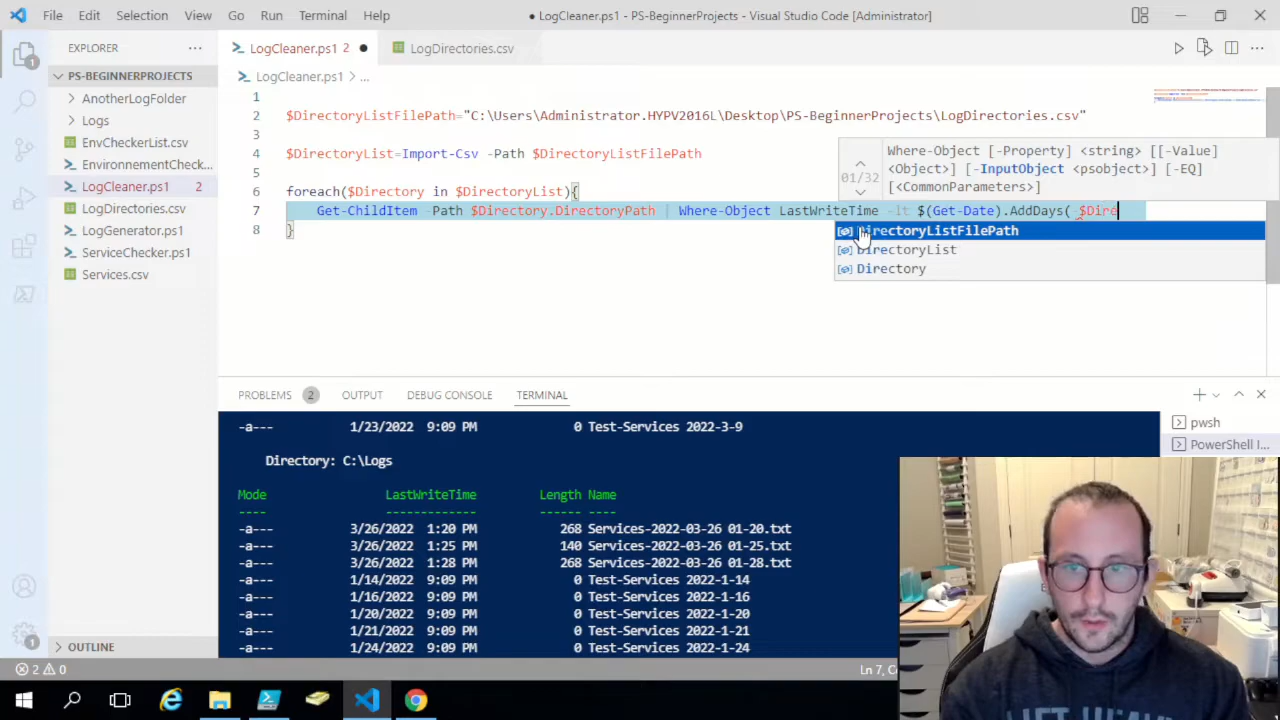 File Edit Selection View Go Run Terminal Help ● LogCleaner.ps1 - PS-BeginnerProjects - Visual Studio Code [Administrator]
EXPLORER ···
LogCleaner.ps1 2 ●
LogDirectories.csv
PS-BEGINNERPROJECTS
AnotherLogFolder
Logs
EnvCheckerList.csv
EnvironnementCheck...
LogCleaner.ps1 2
LogDirectories.csv
LogGenerator.ps1
ServiceChecker.ps1
Services.csv
OUTLINE
LogCleaner.ps1 > ...
1
2 $DirectoryListFilePath="C:\Users\Administrator.HYPV2016L\Desktop\PS-BeginnerProjects\LogDirectories.csv"
3
4 $DirectoryList=Import-Csv -Path $DirectoryListFilePath
5
6 foreach($Directory in $DirectoryList){
7 Get-ChildItem -Path $Directory.DirectoryPath | Where-Object LastWriteTime -lt $(Get-Date).AddDays( $Dire
8 }
01/32
Where-Object [-Property] <string> [[-Value]
<Object>] [-InputObject <psobject>] [-EQ]
[<CommonParameters>]
DirectoryListFilePath
DirectoryList
Directory
PROBLEMS 2 OUTPUT DEBUG CONSOLE TERMINAL
-a--- 1/23/2022 9:09 PM 0 Test-Services 2022-3-9
Directory: C:\Logs
Mode LastWriteTime Length Name
---- ------------- ------ ----
-a--- 3/26/2022 1:20 PM 268 Services-2022-03-26 01-20.txt
-a--- 3/26/2022 1:25 PM 140 Services-2022-03-26 01-25.txt
-a--- 3/26/2022 1:28 PM 268 Services-2022-03-26 01-28.txt
-a--- 1/14/2022 9:09 PM 0 Test-Services 2022-1-14
-a--- 1/16/2022 9:09 PM 0 Test-Services 2022-1-16
-a--- 1/20/2022 9:09 PM 0 Test-Services 2022-1-20
-a--- 1/21/2022 9:09 PM 0 Test-Services 2022-1-21
-a--- 1/24/2022 9:09 PM 0 Test-Services 2022-1-24
pwsh
PowerShell I...
2 0
Ln 7, C